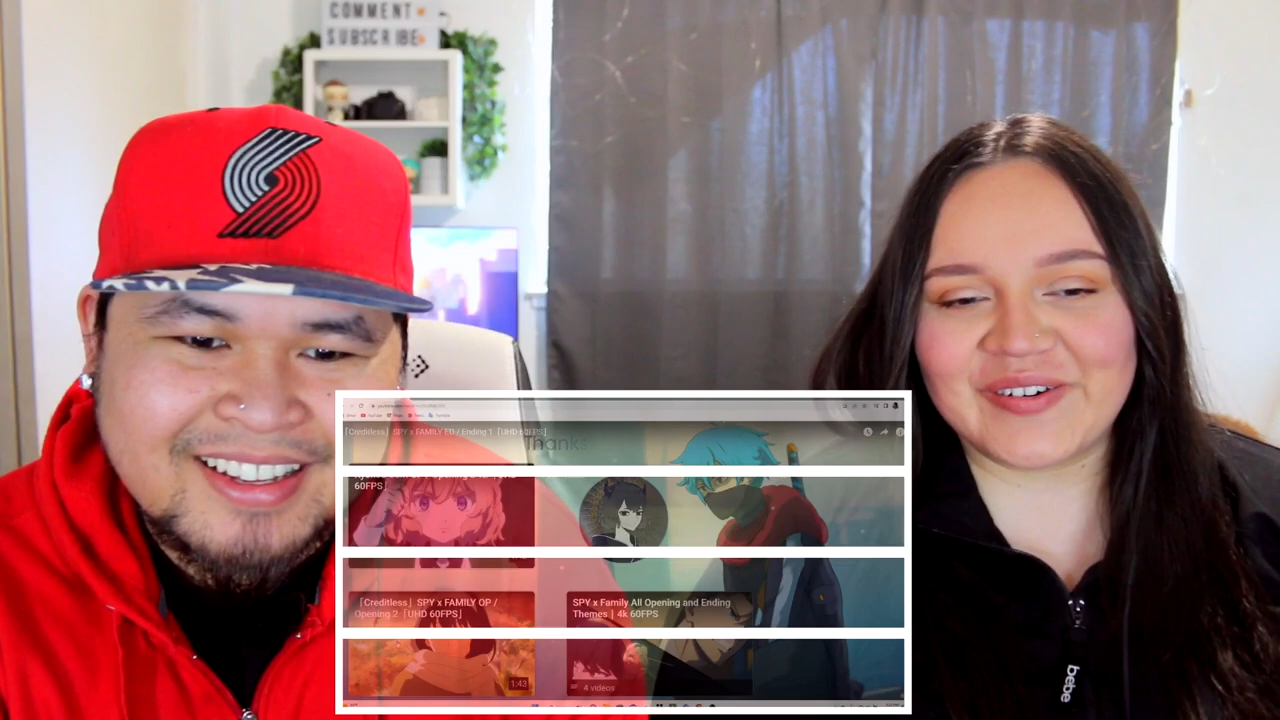 COMMENT
SUBSCRIBE
「Creditless」SPY x FAMILY ED / Ending 1「UHD 60FPS」
Thanks
60FPS」
「Creditless」SPY x FAMILY OP /
Opening 2「UHD 60FPS」
SPY x Family All Opening and Ending
Themes | 4k 60FPS
1:43
4 videos
bebe